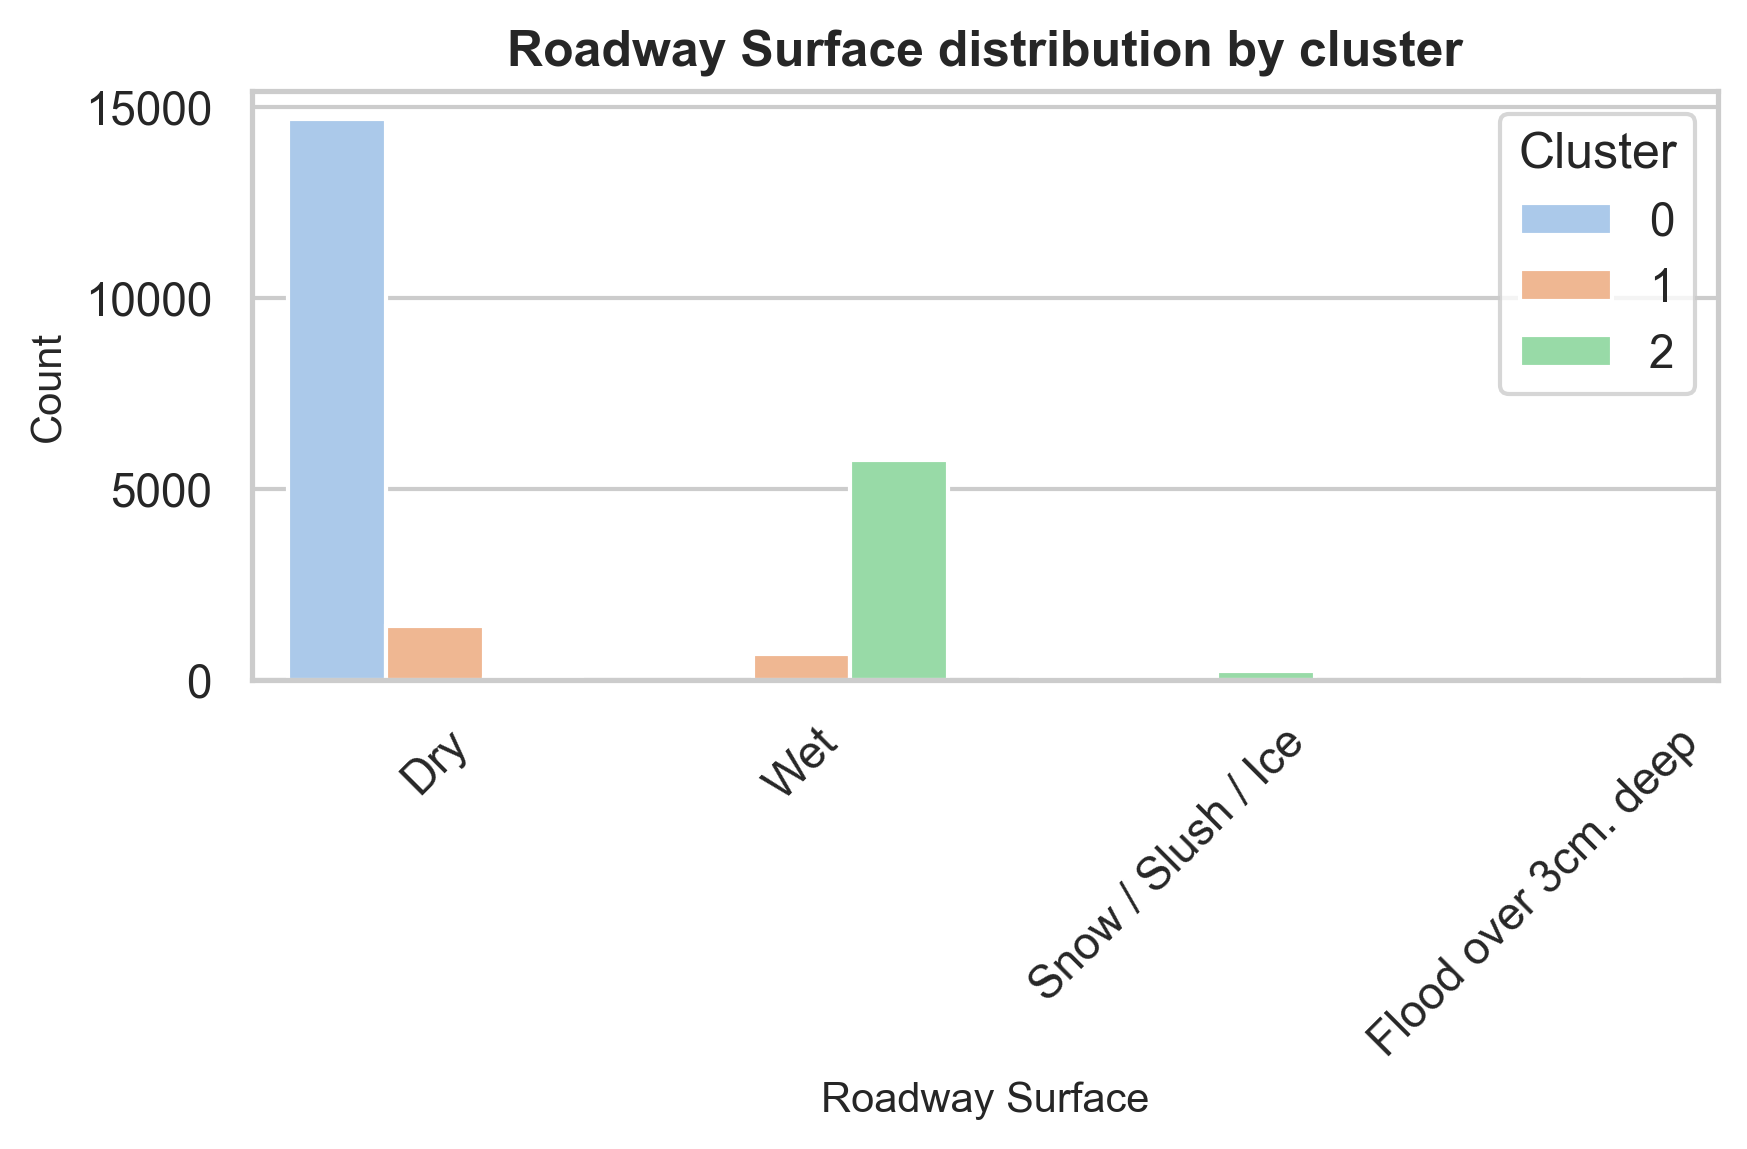 Roadway Surface distribution by cluster
15000
10000
5000
0
Count
Cluster
0
1
2
Dry
Wet
Snow / Slush / Ice
Flood over 3cm. deep
Roadway Surface